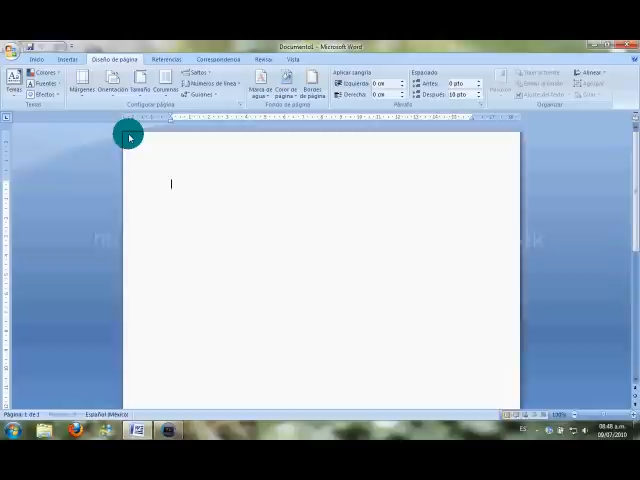 Documento1 - Microsoft Word
Inicio Insertar Diseño de página Referencias Correspondencia Revisar Vista
Colores Saltos Aplicar sangría Espaciado Traer al frente Alinear
Fuentes Números de línea Izquierda: 0 cm Antes: 0 pto Enviar al fondo Agrupar
Temas Márgenes Orientación Tamaño Columnas Marca de agua Color de página Bordes de página Posición
Efectos Guiones Derecha: 0 cm Después: 10 pto Ajuste del texto Girar
Temas Configurar página Fondo de página Párrafo Organizar
Página: 1 de 1 Español (México) 100%
ES 08:48 a.m.
09/07/2010